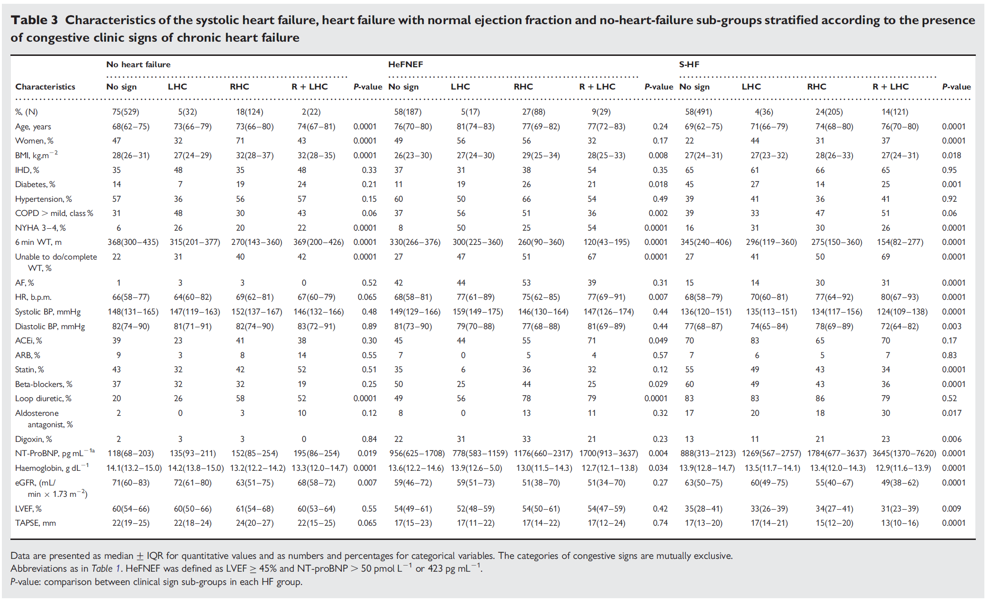 Table 3 Characteristics of the systolic heart failure, heart failure with normal ejection fraction and no-heart-failure sub-groups stratified according to the presence
of congestive clinic signs of chronic heart failure
No heart failure HeFNEF S-HF
Characteristics No sign LHC RHC R + LHC P-value No sign LHC RHC R + LHC P-value No sign LHC RHC R + LHC P-value
%, (N) 75(529) 5(32) 18(124) 2(22) 58(187) 5(17) 27(88) 9(29) 58(491) 4(36) 24(205) 14(121)
Age, years 68(62–75) 73(66–79) 73(66–80) 74(67–81) 0.0001 76(70–80) 81(74–83) 77(69–82) 77(72–83) 0.24 69(62–75) 71(66–79) 74(68–80) 76(70–80) 0.0001
Women, % 47 32 71 43 0.0001 49 56 56 32 0.17 22 44 31 37 0.0001
BMI, kg.m−2 28(26–31) 27(24–29) 32(28–37) 32(28–35) 0.0001 26(23–30) 27(24–30) 29(25–34) 28(25–33) 0.008 27(24–31) 27(23–32) 28(26–33) 27(24–31) 0.018
IHD, % 35 48 35 48 0.33 37 31 38 54 0.35 65 61 66 65 0.95
Diabetes, % 14 7 19 24 0.21 11 19 26 21 0.018 45 27 14 25 0.001
Hypertension, % 57 36 56 57 0.15 60 50 66 54 0.49 39 41 36 41 0.92
COPD > mild, class % 31 48 30 43 0.06 37 56 51 36 0.002 39 33 47 51 0.06
NYHA 3–4, % 6 26 20 22 0.0001 8 50 25 54 0.0001 16 31 30 26 0.0001
6 min WT, m 368(300–435) 315(201–377) 270(143–360) 369(200–426) 0.0001 330(266–376) 300(225–360) 260(90–360) 120(43–195) 0.0001 345(240–406) 296(119–360) 275(150–360) 154(82–277) 0.0001
Unable to do/complete 22 31 40 42 0.0001 27 47 51 67 0.0001 27 41 50 69 0.0001
WT, %
AF, % 1 3 3 0 0.52 42 44 53 39 0.31 15 14 30 31 0.0001
HR, b.p.m. 66(58–77) 64(60–82) 69(62–81) 67(60–79) 0.065 68(58–81) 77(61–89) 75(62–85) 77(69–91) 0.007 68(58–79) 70(60–81) 77(64–92) 80(67–93) 0.0001
Systolic BP, mmHg 148(131–165) 147(119–163) 152(137–167) 146(132–166) 0.48 149(129–166) 159(149–175) 146(130–164) 147(126–174) 0.44 136(120–151) 135(113–151) 134(117–156) 124(109–138) 0.0001
Diastolic BP, mmHg 82(74–90) 81(71–91) 82(74–90) 83(72–91) 0.89 81(73–90) 79(70–88) 77(68–88) 81(69–89) 0.44 77(68–87) 74(65–84) 78(69–89) 72(64–82) 0.003
ACEi, % 39 23 41 38 0.30 45 44 55 71 0.049 70 83 65 70 0.17
ARB, % 9 3 8 14 0.55 7 0 5 4 0.57 7 6 5 7 0.83
Statin, % 43 32 42 52 0.51 35 6 36 32 0.12 55 49 43 34 0.0001
Beta-blockers, % 37 32 32 19 0.25 50 25 44 25 0.029 60 49 43 36 0.0001
Loop diuretic, % 20 26 58 52 0.0001 49 56 78 79 0.0001 83 83 86 79 0.52
Aldosterone 2 0 3 10 0.12 8 0 13 11 0.32 17 20 18 30 0.017
antagonist, %
Digoxin, % 2 3 3 0 0.84 22 31 33 21 0.23 13 11 21 23 0.006
NT-ProBNP, pg mL−1a 118(68–203) 135(93–211) 152(85–254) 195(86–254) 0.019 956(625–1708) 778(583–1159) 1176(660–2317) 1700(913–3637) 0.004 888(313–2123) 1269(567–2757) 1784(677–3637) 3645(1370–7620) 0.0001
Haemoglobin, g dL−1 14.1(13.2–15.0) 14.2(13.8–15.0) 13.2(12.2–14.2) 13.3(12.0–14.7) 0.0001 13.6(12.2–14.6) 13.9(12.6–5.0) 13.0(11.5–14.3) 12.7(12.1–13.8) 0.034 13.9(12.8–14.7) 13.5(11.7–14.1) 13.4(12.0–14.3) 12.9(11.6–13.9) 0.0001
eGFR, (mL/ 71(60–83) 72(61–80) 63(51–75) 68(58–72) 0.007 59(46–72) 59(51–73) 51(38–70) 51(34–70) 0.27 63(50–75) 60(49–75) 55(40–67) 49(38–62) 0.0001
min × 1.73 m−2)
LVEF, % 60(54–66) 60(50–66) 61(54–68) 60(53–64) 0.55 54(49–61) 52(48–59) 54(50–61) 54(47–59) 0.42 35(28–41) 33(26–39) 34(27–41) 31(23–39) 0.009
TAPSE, mm 22(19–25) 22(18–24) 24(20–27) 22(15–25) 0.065 17(15–23) 17(11–22) 17(14–22) 17(12–24) 0.74 17(13–20) 17(14–21) 15(12–20) 13(10–16) 0.0001
Data are presented as median ± IQR for quantitative values and as numbers and percentages for categorical variables. The categories of congestive signs are mutually exclusive.
Abbreviations as in Table 1. HeFNEF was defined as LVEF ≥ 45% and NT-proBNP > 50 pmol L−1 or 423 pg mL−1.
P-value: comparison between clinical sign sub-groups in each HF group.